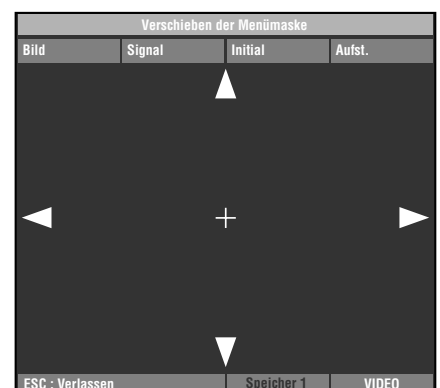 Verschieben der Menümaske
Bild Signal Initial Aufst.
ESC : Verlassen Speicher 1 VIDEO